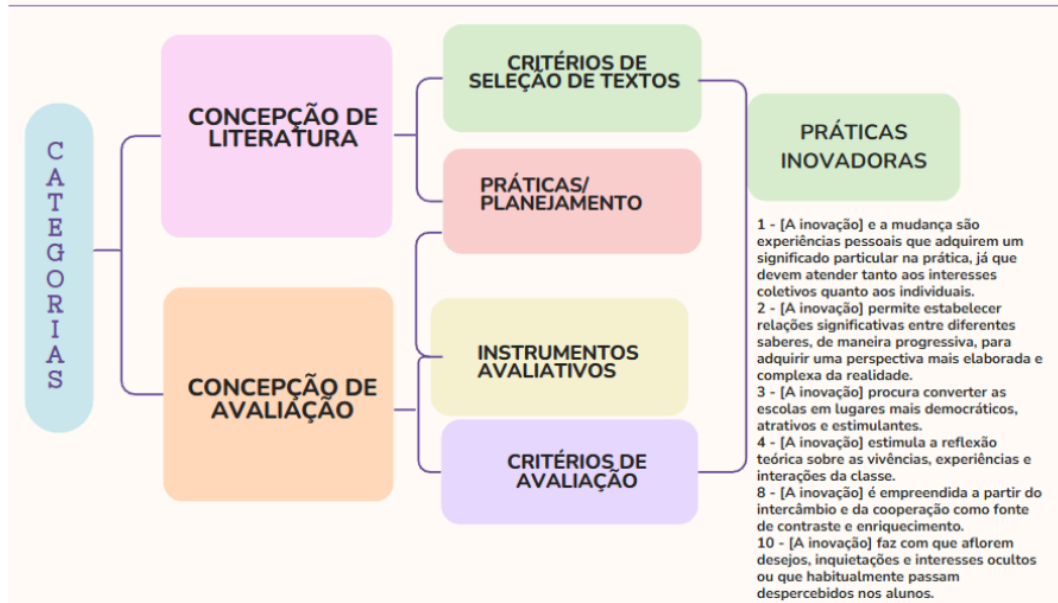 CATEGORIAS
CONCEPÇÃO DE
LITERATURA
CONCEPÇÃO DE
AVALIAÇÃO
CRITÉRIOS DE
SELEÇÃO DE TEXTOS
PRÁTICAS/
PLANEJAMENTO
INSTRUMENTOS
AVALIATIVOS
CRITÉRIOS DE
AVALIAÇÃO
PRÁTICAS
INOVADORAS
1 - [A inovação] e a mudança são
experiências pessoais que adquirem um
significado particular na prática, já que
devem atender tanto aos interesses
coletivos quanto aos individuais.
2 - [A inovação] permite estabelecer
relações significativas entre diferentes
saberes, de maneira progressiva, para
adquirir uma perspectiva mais elaborada e
complexa da realidade.
3 - [A inovação] procura converter as
escolas em lugares mais democráticos,
atrativos e estimulantes.
4 - [A inovação] estimula a reflexão
teórica sobre as vivências, experiências e
interações da classe.
8 - [A inovação] é empreendida a partir do
intercâmbio e da cooperação como fonte
de contraste e enriquecimento.
10 - [A inovação] faz com que aflorem
desejos, inquietações e interesses ocultos
ou que habitualmente passam
despercebidos nos alunos.